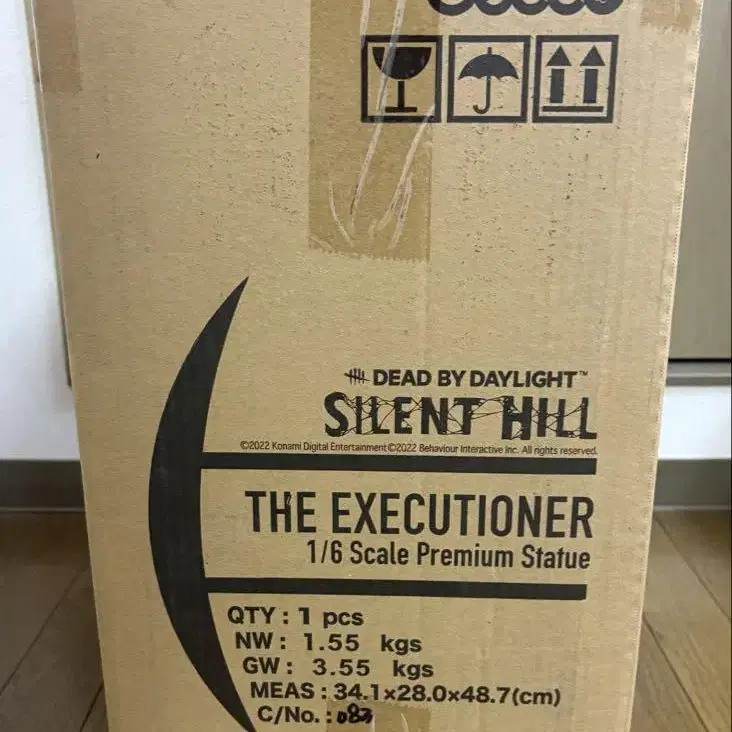 DEAD BY DAYLIGHT™
SILENT HILL
©2022 Konami Digital Entertainment ©2022 Behaviour Interactive Inc. All rights reserved.
THE EXECUTIONER
1/6 Scale Premium Statue
QTY : 1 pcs
NW : 1.55 kgs
GW : 3.55 kgs
MEAS : 34.1×28.0×48.7(cm)
C/No. : 083